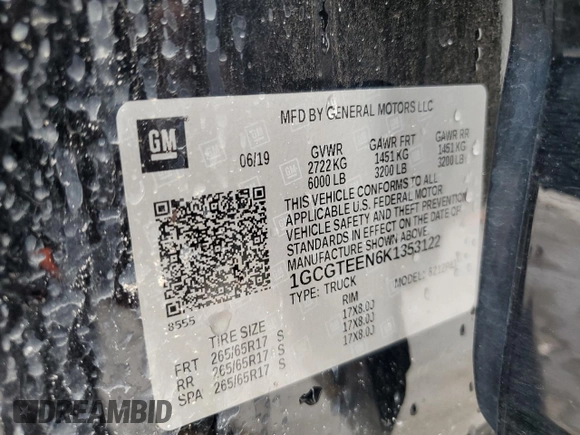 MFD BY GENERAL MOTORS LLC
GM
06/19
GVWR GAWR FRT GAWR RR
2722 KG 1451 KG 1451 KG
6000 LB 3200 LB 3200 LB
THIS VEHICLE CONFORMS TO ALL
APPLICABLE U.S. FEDERAL MOTOR
VEHICLE SAFETY AND THEFT PREVENTION
STANDARDS IN EFFECT ON THE DATE OF
MANUFACTURE SHOWN ABOVE.
1GCGTEEN6K1353122
TYPE: TRUCK MODEL:
8555
TIRE SIZE RIM
FRT 265/65R17 S 17X8.0J
RR 265/65R17 S 17X8.0J
SPA 265/65R17 S 17X8.0J
DREAMBID